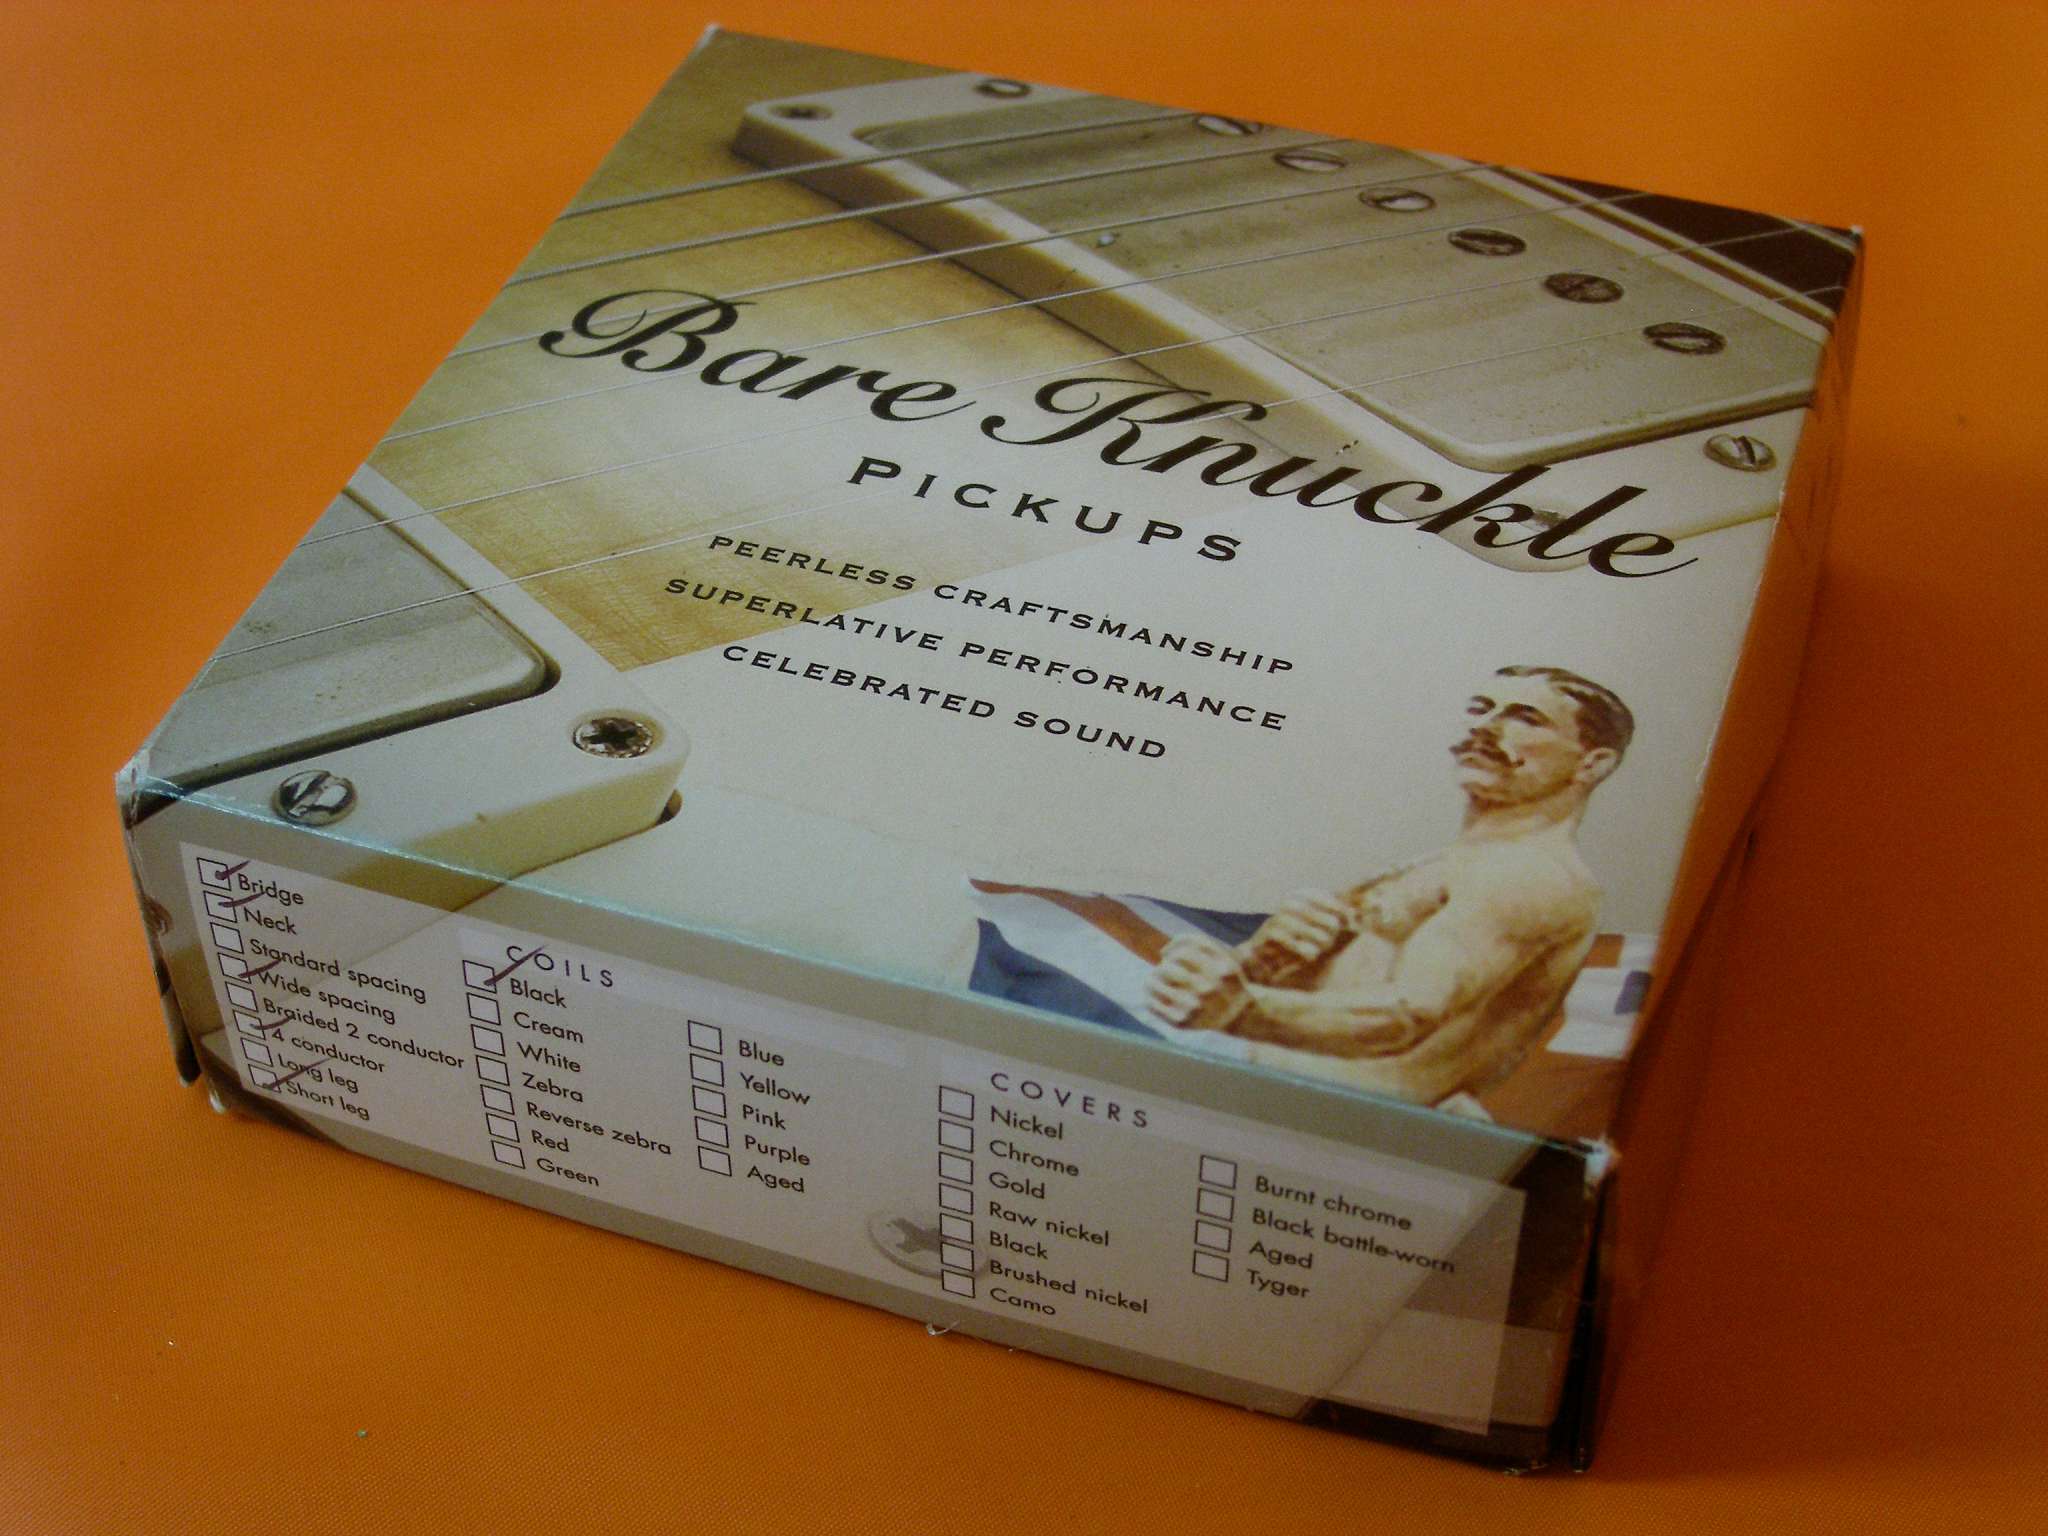 Bare Knuckle
PICKUPS
PEERLESS CRAFTSMANSHIP
SUPERLATIVE PERFORMANCE
CELEBRATED SOUND
Bridge
Neck
Standard spacing
Wide spacing
Braided 2 conductor
4 conductor
Long leg
Short leg
COILS
Black
Cream
White
Zebra
Reverse zebra
Red
Green
Blue
Yellow
Pink
Purple
Aged
COVERS
Nickel
Chrome
Gold
Raw nickel
Black
Brushed nickel
Camo
Burnt chrome
Black battle-worn
Aged
Tyger